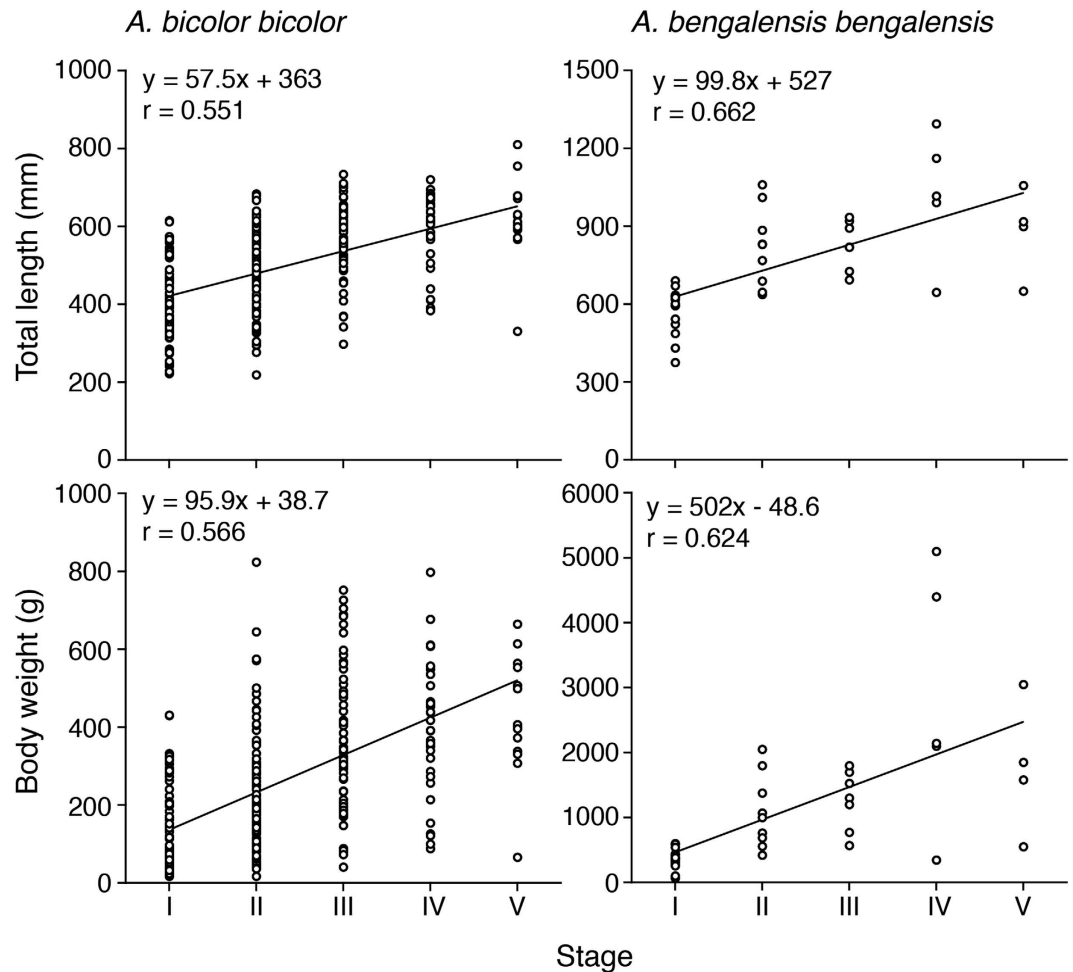 A. bicolor bicolor
A. bengalensis bengalensis
Total length (mm)
1000
800
600
400
200
0
y = 57.5x + 363
r = 0.551
1500
1200
900
600
300
0
y = 99.8x + 527
r = 0.662
Body weight (g)
1000
800
600
400
200
0
y = 95.9x + 38.7
r = 0.566
I II III IV V
6000
5000
4000
3000
2000
1000
0
y = 502x - 48.6
r = 0.624
I II III IV V
Stage